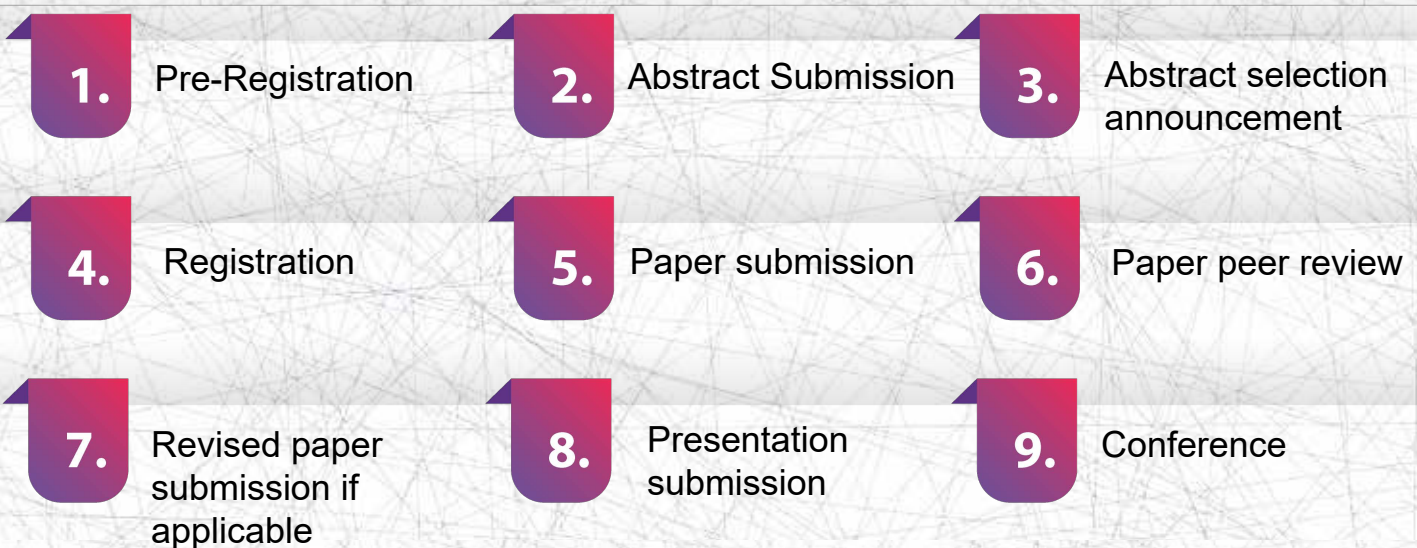 1.
Pre-Registration
2.
Abstract Submission
3.
Abstract selection
announcement
4.
Registration
5.
Paper submission
6.
Paper peer review
7.
Revised paper
submission if
applicable
8.
Presentation
submission
9.
Conference